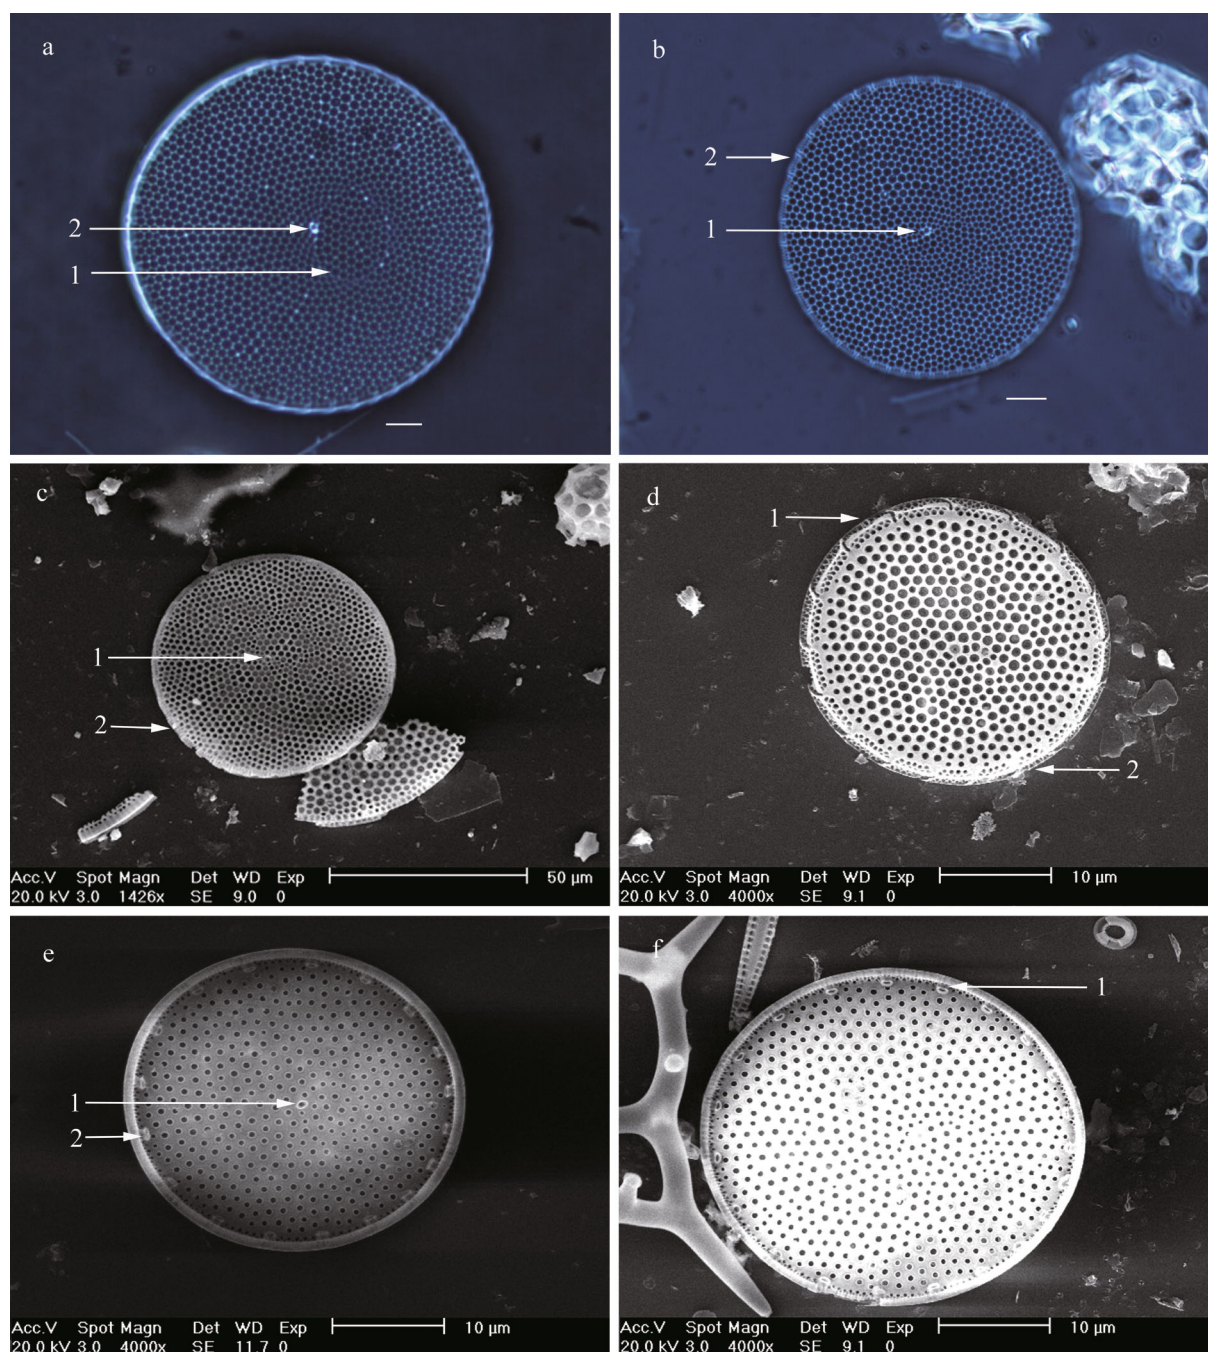 a
2
1
b
2
1
c
1
2
Acc.V Spot Magn Det WD Exp 50 µm
20.0 kV 3.0 1426x SE 9.0 0
d
1
2
Acc.V Spot Magn Det WD Exp 10 µm
20.0 kV 3.0 4000x SE 9.1 0
e
1
2
Acc.V Spot Magn Det WD Exp 10 µm
20.0 kV 3.0 4000x SE 11.7 0
f
1
Acc.V Spot Magn Det WD Exp 10 µm
20.0 kV 3.0 4000x SE 9.1 0